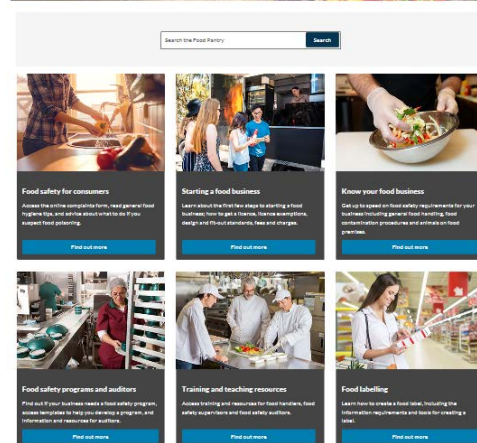 Search the Food Pantry
Search
Food safety for consumers
Access the online complaints form, read general food
hygiene tips, and advice about what to do if you
suspect food poisoning.
Find out more
Starting a food business
Learn about the first few steps to starting a food
business; how to get a licence, licence exemptions,
design and fit-out standards, fees and charges.
Find out more
Know your food business
Get up to speed on food safety requirements for your
business including general food handling, food
contamination procedures and animals on food
premises.
Find out more
Food safety programs and auditors
Find out if your business needs a food safety program,
access templates to help you develop a program, and
information and resources for auditors.
Find out more
Training and teaching resources
Access training and resources for food handlers, food
safety supervisors and food safety auditors.
Find out more
Food labelling
Learn how to create a food label, including the
information requirements and tools for creating a
label.
Find out more